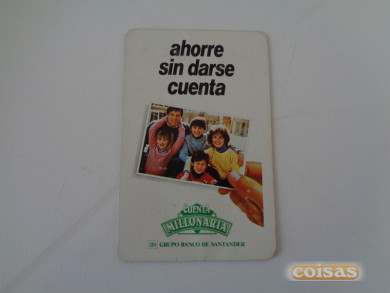 ahorre
sin darse
cuenta
CUENTA
MILLONARIA
GRUPO BANCO DE SANTANDER
coisas